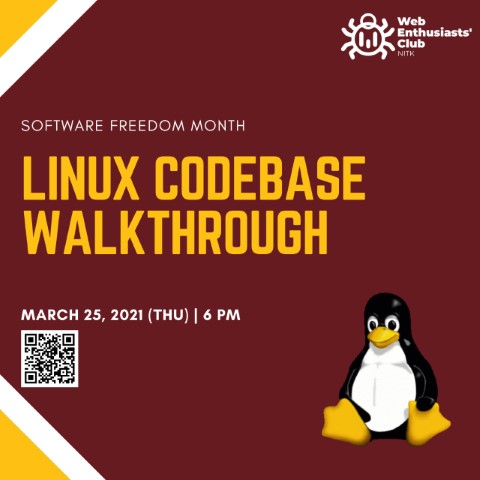 Web
Enthusiasts'
Club
NITK
SOFTWARE FREEDOM MONTH
LINUX CODEBASE
WALKTHROUGH
MARCH 25, 2021 (THU) | 6 PM